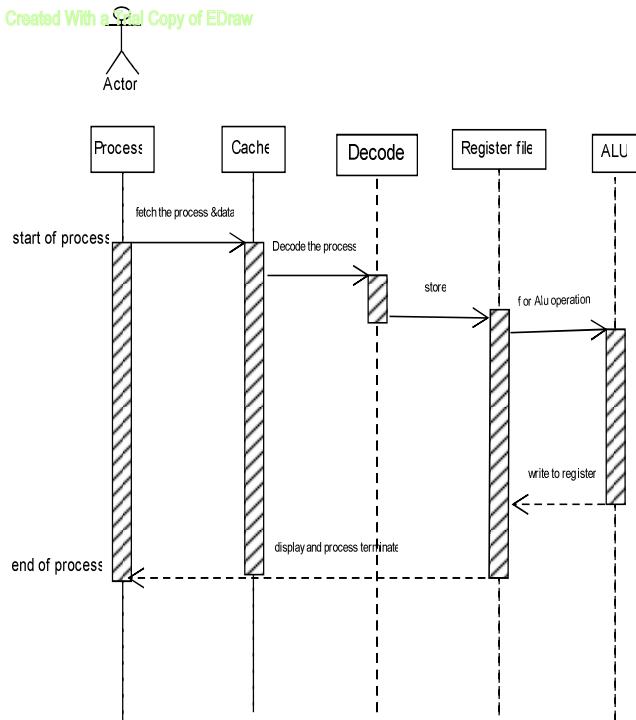 Created With a Trial Copy of EDraw
Actor
Process
Cache
Decode
Register file
ALU
fetch the process &data
start of process
Decode the process
store
for Alu operation
write to register
display and process terminate
end of process